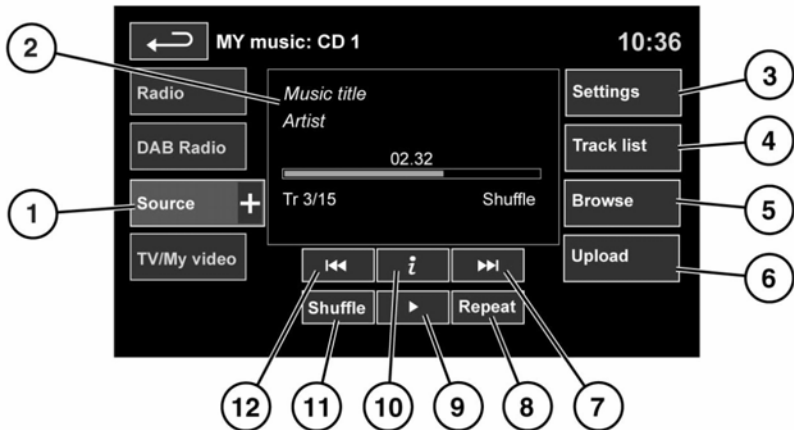 MY music: CD 1
10:36
Radio
DAB Radio
Source +
TV/My video
Music title
Artist
02.32
Tr 3/15
Shuffle
Settings
Track list
Browse
Upload
i
Shuffle
Repeat
1
2
3
4
5
6
7
8
9
10
11
12